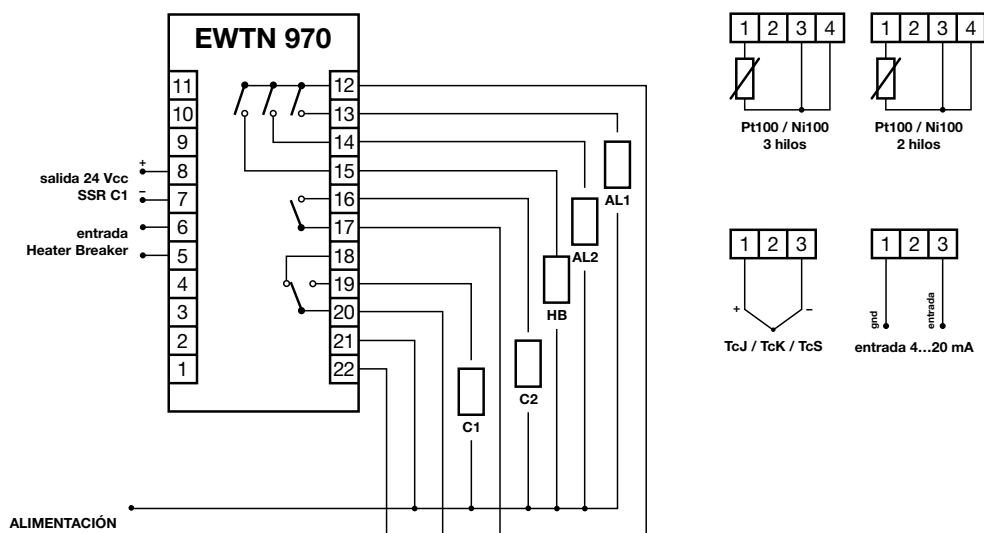 EWTN 970
11
10
9
8
7
6
5
4
3
2
1
12
13
14
15
16
17
18
19
20
21
22
+
salida 24 Vcc
–
SSR C1
entrada
Heater Breaker
AL1
AL2
HB
C2
C1
ALIMENTACIÓN
1 2 3 4
Pt100 / Ni100
3 hilos
1 2 3 4
Pt100 / Ni100
2 hilos
1 2 3
+ –
TcJ / TcK / TcS
1 2 3
gnd
entrada
entrada 4...20 mA